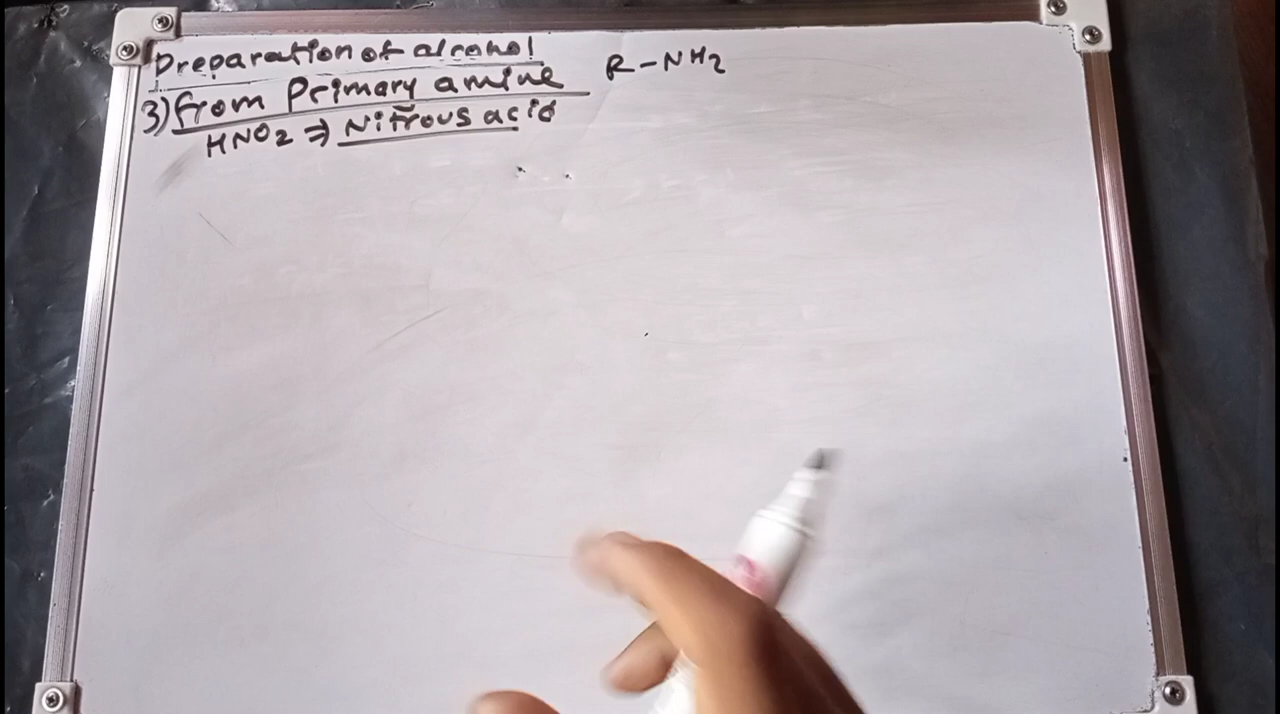 Preparation of alcohol
3) from Primary amine R-NH2
HNO2 ⇒ Nitrous acid